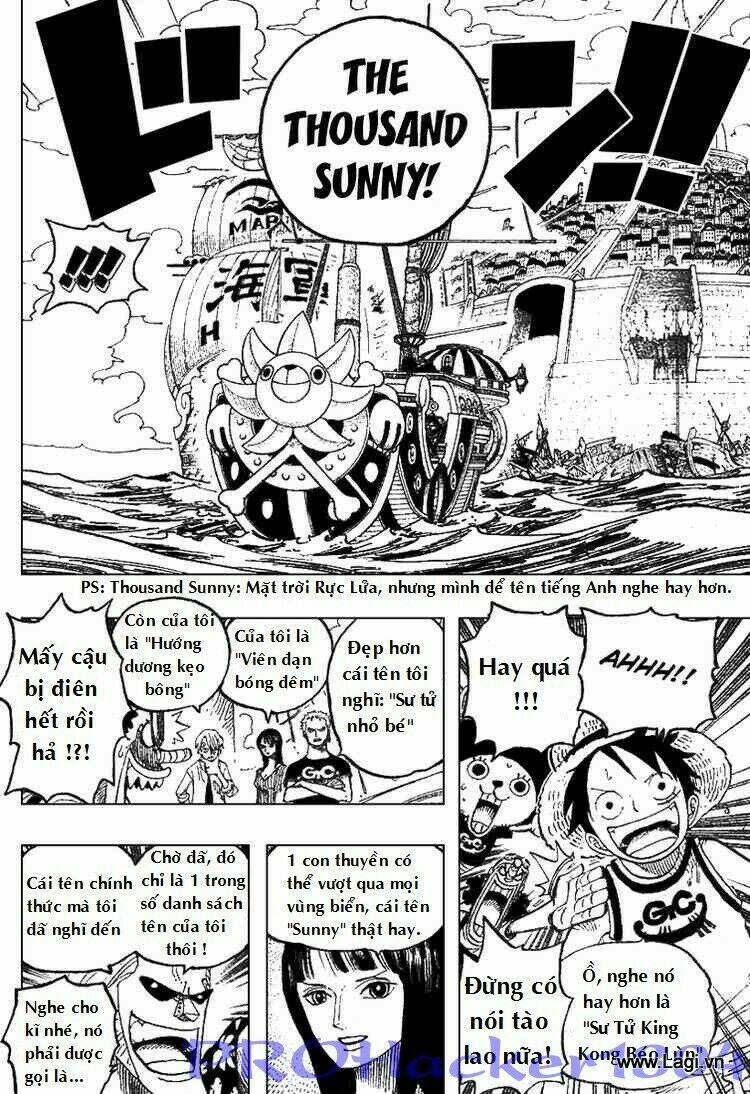 THE
THOUSAND
SUNNY!
ドン!!
!!!!
MAR
海軍
H
PS: Thousand Sunny: Mặt trời Rực Lửa, nhưng mình để tên tiếng Anh nghe hay hơn.
AHHH!!
Hay quá
!!!
Đẹp hơn
cái tên tôi
nghĩ: "Sư tử
nhỏ bé"
Của tôi là
"Viên đạn
bóng đêm"
Còn của tôi
là "Hướng
dương kẹo
bông"
Mấy cậu
bị điên
hết rồi
hả !?!
GC
GC
Ồ, nghe nó
hay hơn là
"Sư Tử King
Kong Béo Lùn".
Đừng có
nói tào
lao nữa!
1 con thuyền có
thể vượt qua mọi
vùng biển, cái tên
"Sunny" thật hay.
Chờ đã, đó
chỉ là 1 trong
số danh sách
tên của tôi
thôi !
Cái tên chính
thức mà tôi
đã nghĩ đến
Nghe cho
kĩ nhé, nó
phải được
gọi là...
PROHacker1604
www.Lagi.vn